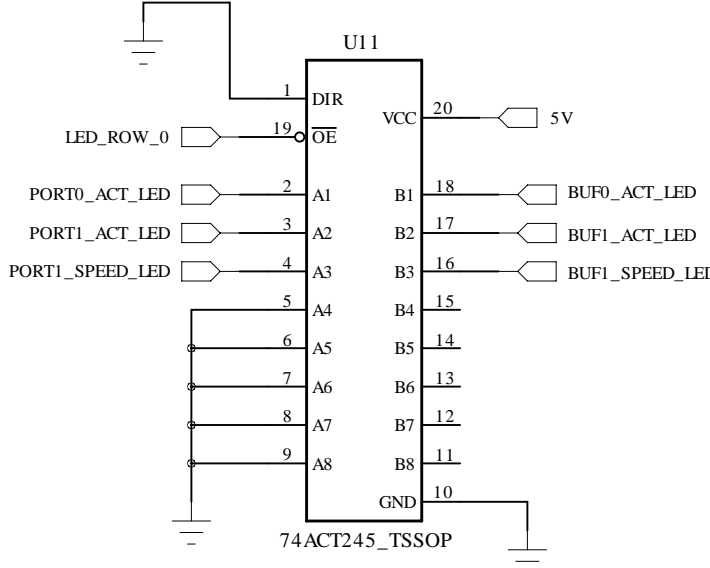 U11
1 DIR
VCC 20 5V
LED_ROW_0 19 OE
PORT0_ACT_LED 2 A1 B1 18 BUF0_ACT_LED
PORT1_ACT_LED 3 A2 B2 17 BUF1_ACT_LED
PORT1_SPEED_LED 4 A3 B3 16 BUF1_SPEED_LED
5 A4 B4 15
6 A5 B5 14
7 A6 B6 13
8 A7 B7 12
9 A8 B8 11
GND 10
74ACT245_TSSOP